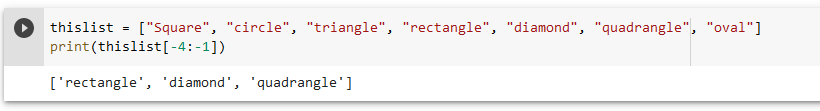 thislist = ["Square", "circle", "triangle", "rectangle", "diamond", "quadrangle", "oval"]
print(thislist[-4:-1])
['rectangle', 'diamond', 'quadrangle']